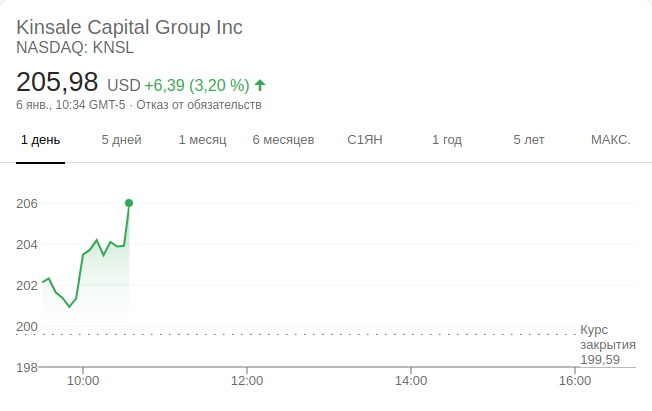 Kinsale Capital Group Inc
NASDAQ: KNSL
205,98 USD +6,39 (3,20 %)
6 янв., 10:34 GMT-5 · Отказ от обязательств
1 день 5 дней 1 месяц 6 месяцев С1ЯН 1 год 5 лет МАКС.
206
204
202
200
Курс
закрытия
199,59
198
10:00 12:00 14:00 16:00